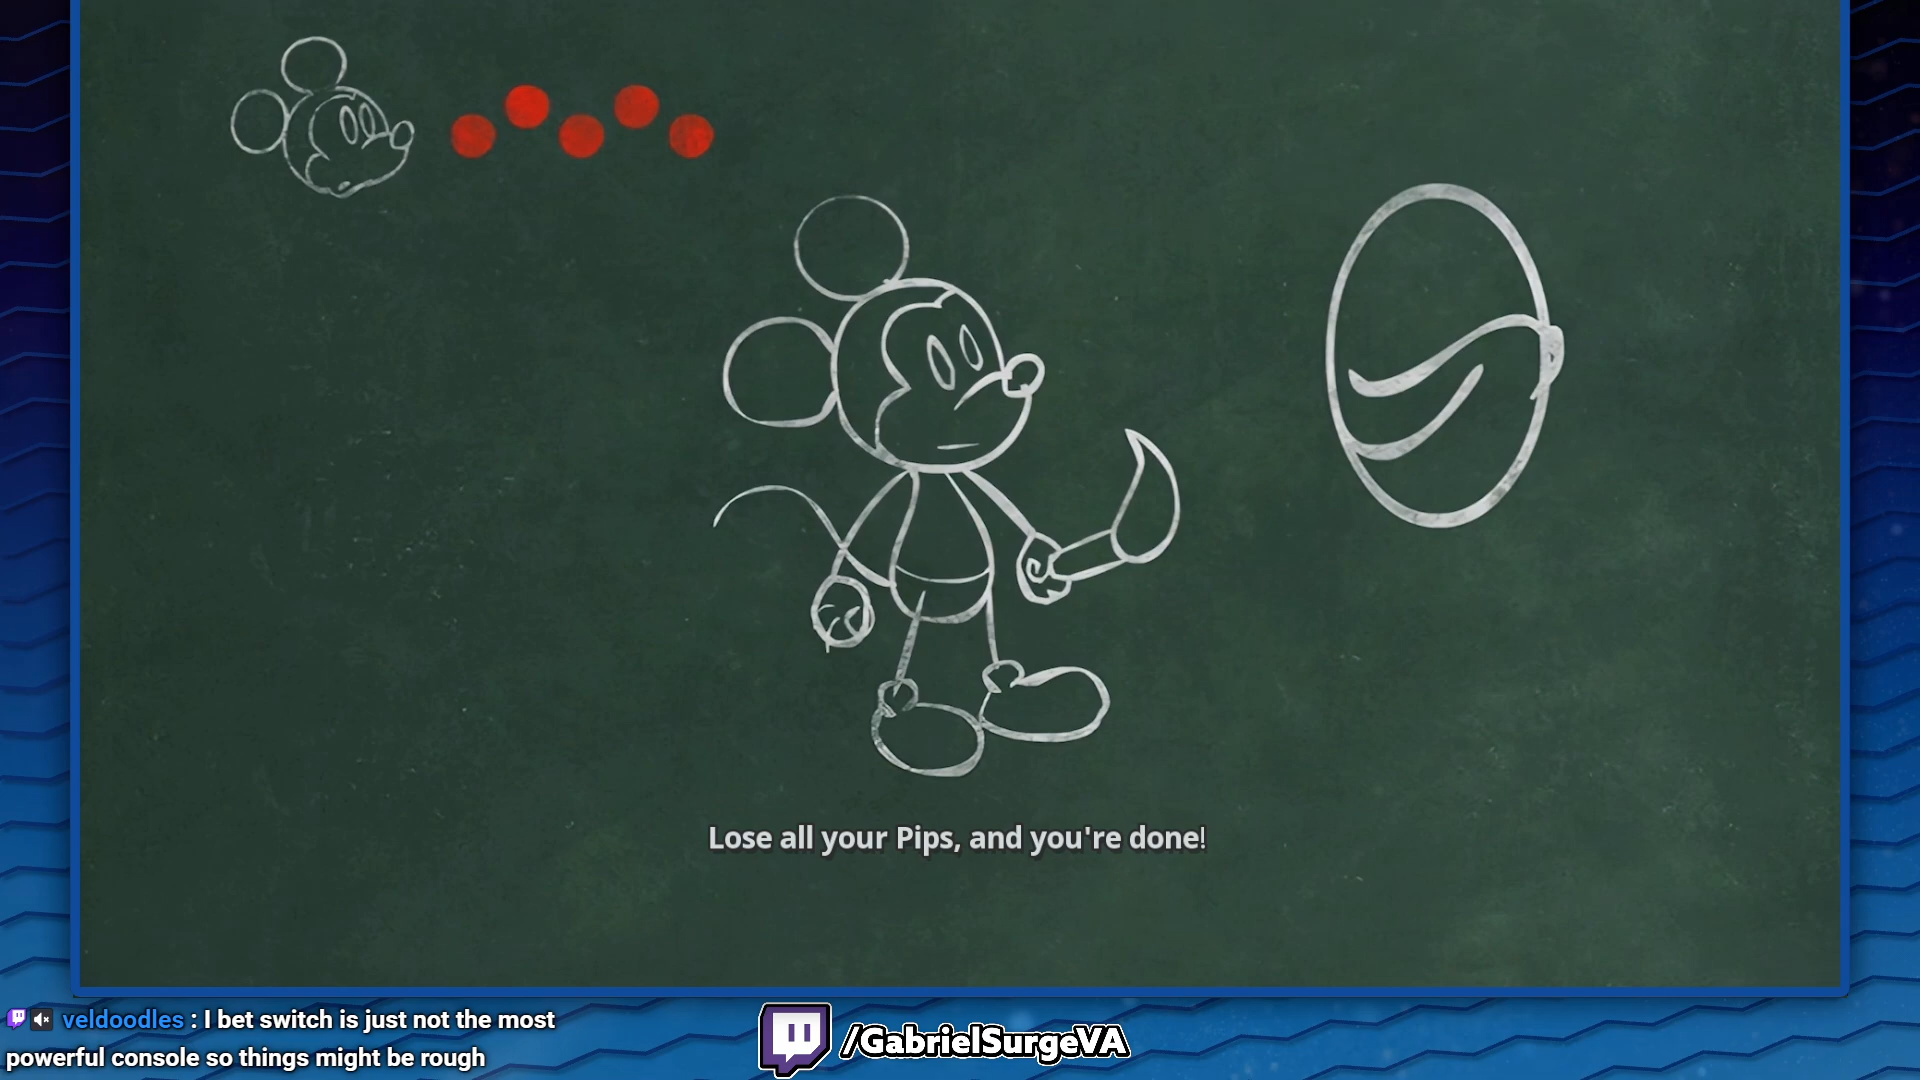 Lose all your Pips, and you're done!
veldoodles : I bet switch is just not the most
powerful console so things might be rough
/GabrielSurgeVA